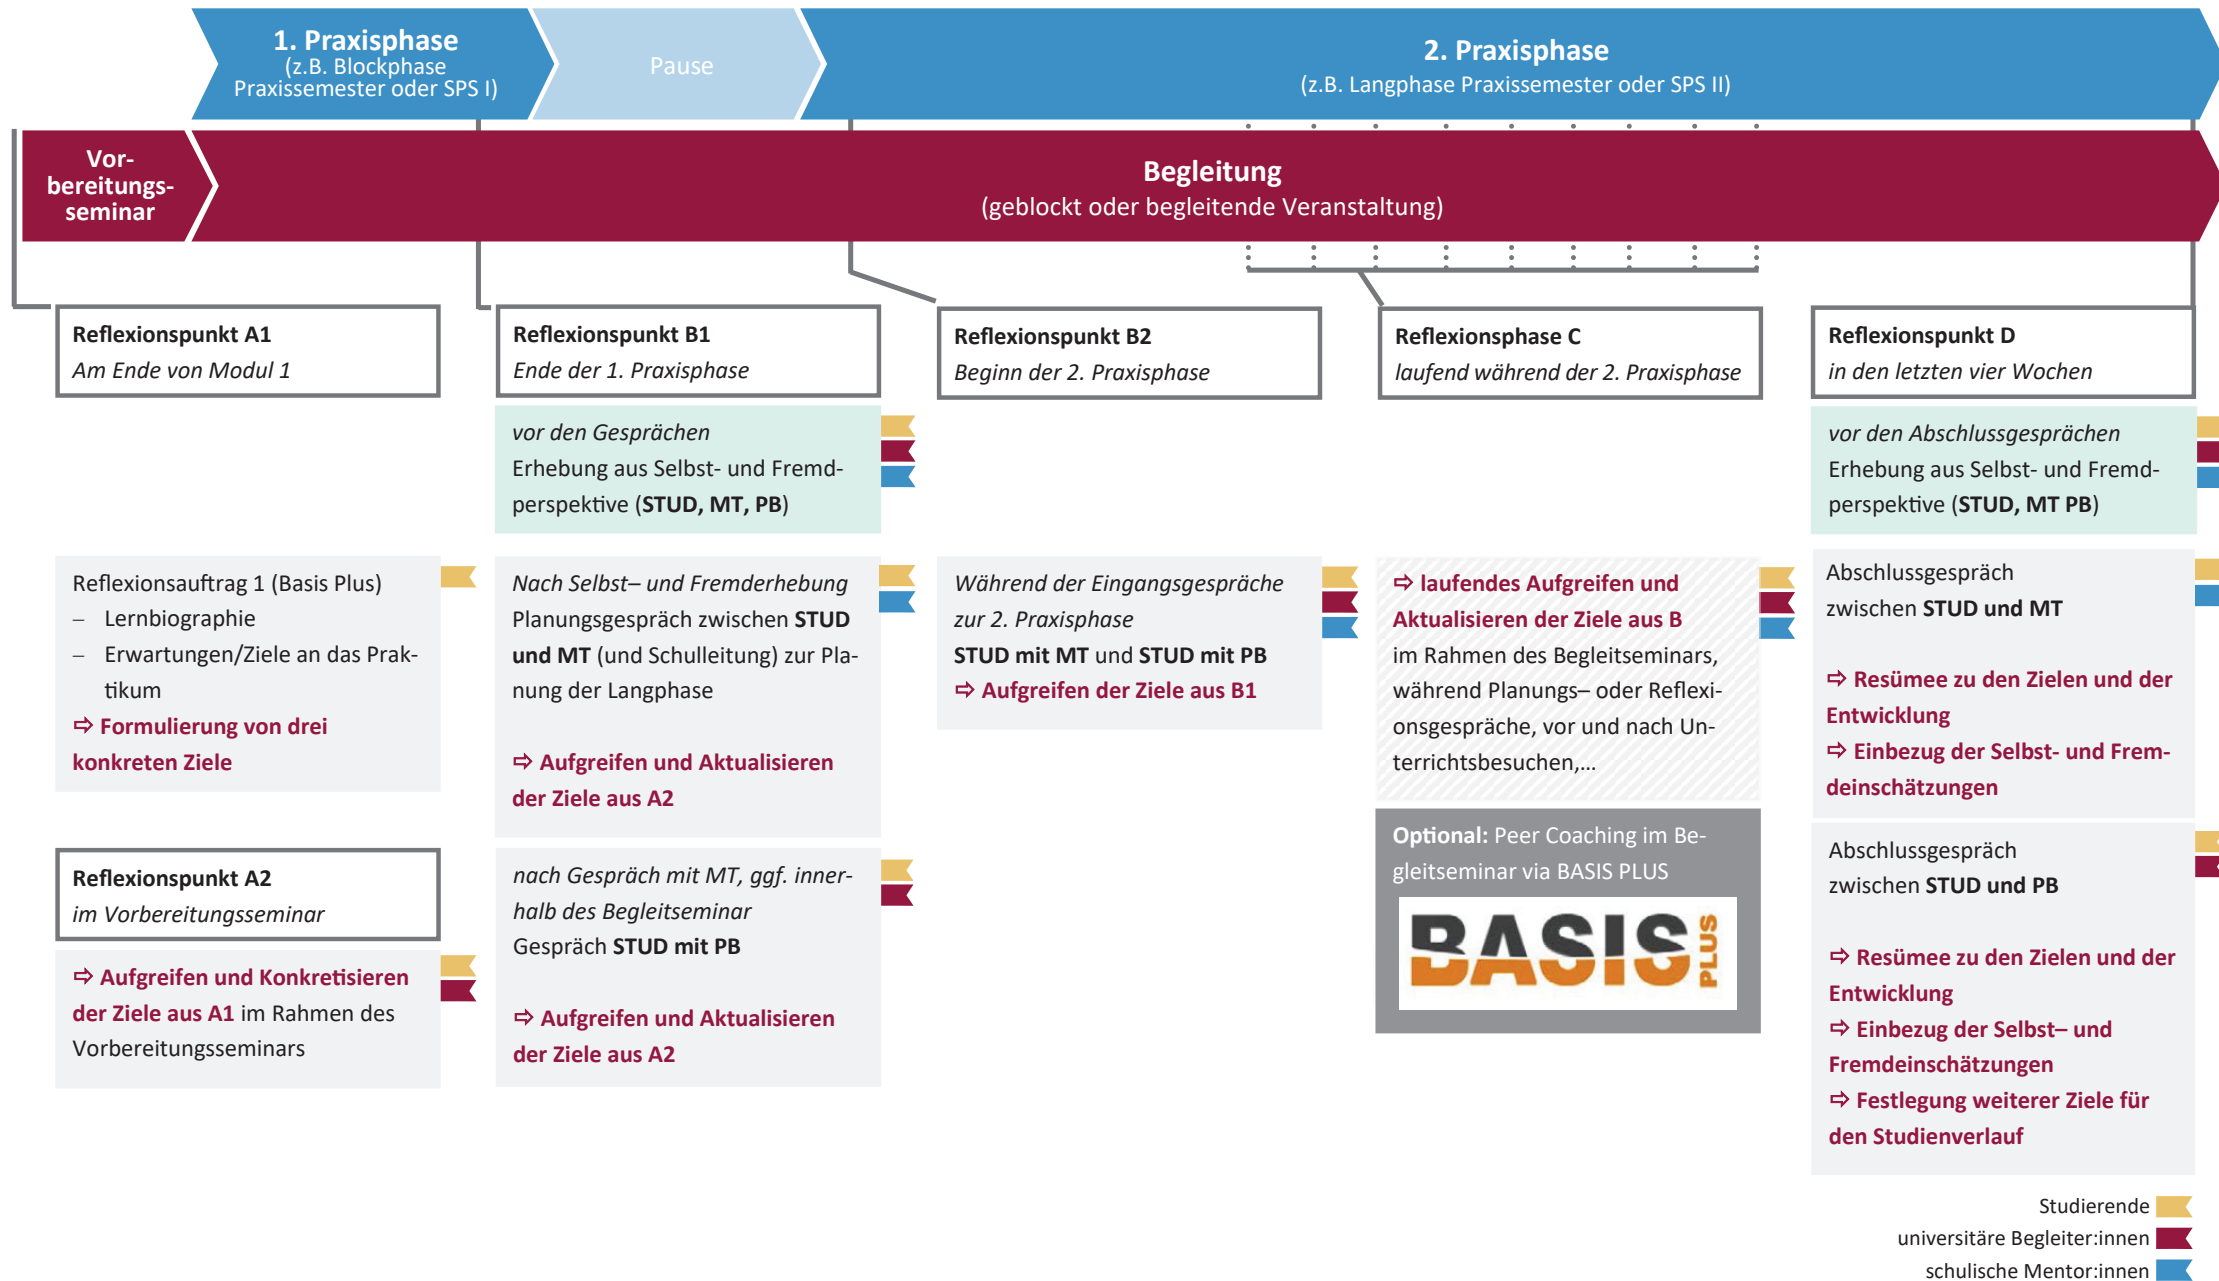 1. Praxisphase
(z.B. Blockphase
Praxissemester oder SPS I)
Pause
2. Praxisphase
(z.B. Langphase Praxissemester oder SPS II)
Vor-
bereitungs-
seminar
Begleitung
(geblockt oder begleitende Veranstaltung)
Reflexionspunkt A1
Am Ende von Modul 1
Reflexionsauftrag 1 (Basis Plus)
– Lernbiographie
– Erwartungen/Ziele an das Prak-
tikum
⇨ Formulierung von drei
konkreten Ziele
Reflexionspunkt A2
im Vorbereitungsseminar
⇨ Aufgreifen und Konkretisieren
der Ziele aus A1 im Rahmen des
Vorbereitungsseminars
Reflexionspunkt B1
Ende der 1. Praxisphase
vor den Gesprächen
Erhebung aus Selbst- und Fremd-
perspektive (STUD, MT, PB)
Nach Selbst– und Fremderhebung
Planungsgespräch zwischen STUD
und MT (und Schulleitung) zur Pla-
nung der Langphase
⇨ Aufgreifen und Aktualisieren
der Ziele aus A2
nach Gespräch mit MT, ggf. inner-
halb des Begleitseminar
Gespräch STUD mit PB
⇨ Aufgreifen und Aktualisieren
der Ziele aus A2
Reflexionspunkt B2
Beginn der 2. Praxisphase
Während der Eingangsgespräche
zur 2. Praxisphase
STUD mit MT und STUD mit PB
⇨ Aufgreifen der Ziele aus B1
Reflexionsphase C
laufend während der 2. Praxisphase
⇨ laufendes Aufgreifen und
Aktualisieren der Ziele aus B
im Rahmen des Begleitseminars,
während Planungs– oder Reflexi-
onsgespräche, vor und nach Un-
terrichtsbesuchen,...
Optional: Peer Coaching im Be-
gleitseminar via BASIS PLUS
BASIS PLUS
Reflexionspunkt D
in den letzten vier Wochen
vor den Abschlussgesprächen
Erhebung aus Selbst- und Fremd-
perspektive (STUD, MT PB)
Abschlussgespräch
zwischen STUD und MT
⇨ Resümee zu den Zielen und der
Entwicklung
⇨ Einbezug der Selbst- und Frem-
deinschätzungen
Abschlussgespräch
zwischen STUD und PB
⇨ Resümee zu den Zielen und der
Entwicklung
⇨ Einbezug der Selbst– und
Fremdeinschätzungen
⇨ Festlegung weiterer Ziele für
den Studienverlauf
Studierende
universitäre Begleiter:innen
schulische Mentor:innen